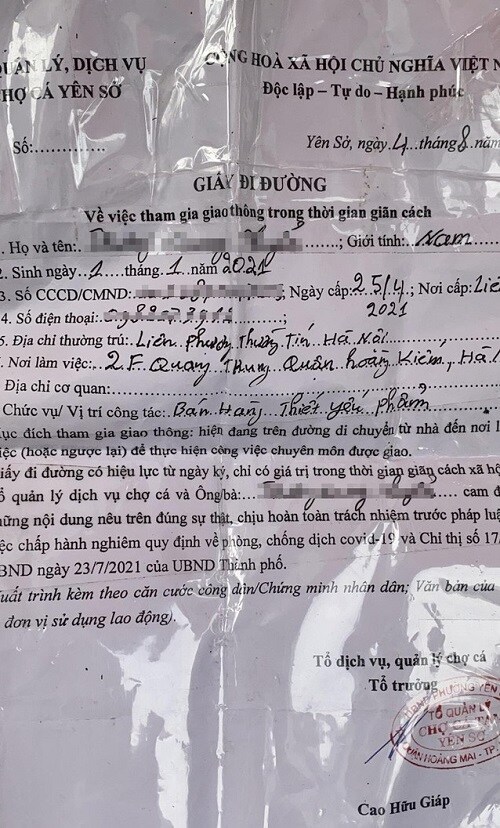 QUẢN LÝ, DỊCH VỤ
CHỢ CÁ YÊN SỞ
CỘNG HOÀ XÃ HỘI CHỦ NGHĨA VIỆT N
Độc lập – Tự do – Hạnh phúc
Số:
Yên Sở, ngày 4 tháng 8 năm
GIẤY ĐI ĐƯỜNG
Về việc tham gia giao thông trong thời gian giãn cách
1. Họ và tên: ; Giới tính: Nam
2. Sinh ngày 1 tháng 1 năm 2021
3. Số CCCD/CMND: ; Ngày cấp: 25/4/2021 ; Nơi cấp: Liê
4. Số điện thoại:
5. Địa chỉ thường trú: Liên Phương Thường Tín Hà Nội
. Nơi làm việc: 2.F. Quang Trung Quận hoàng Kiếm, Hà
Địa chỉ cơ quan:
Chức vụ/ Vị trí công tác: Bán Hàng Thiết yếu phẩm
ục đích tham gia giao thông: hiện đang trên đường di chuyển từ nhà đến nơi l
iệc (hoặc ngược lại) để thực hiện công việc chuyên môn được giao.
iấy đi đường có hiệu lực từ ngày ký, chỉ có giá trị trong thời gian giãn cách xã hộ
ổ quản lý dịch vụ chợ cá và Ông/bà: cam đ
hững nội dung nêu trên đúng sự thật, chịu hoàn toàn trách nhiệm trước pháp luậ
iệc chấp hành nghiêm quy định về phòng, chống dịch covid-19 và Chỉ thị số 17/
BND ngày 23/7/2021 của UBND Thành phố.
uất trình kèm theo căn cước công dân/Chứng minh nhân dân; Văn bản của
đơn vị sử dụng lao động).
Tổ dịch vụ, quản lý chợ cá
Tổ trưởng
PHƯỜNG YÊN
TỔ QUẢN LÝ
CHỢ CÁ
YÊN SỞ
QUẬN HOÀNG MAI - TP.
Cao Hữu Giáp